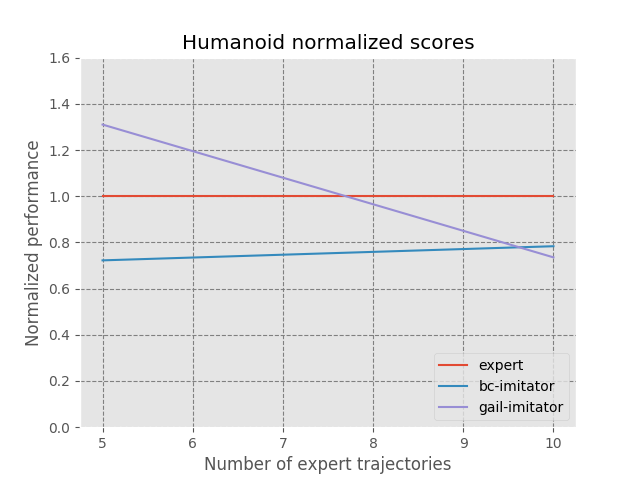 Humanoid normalized scores
Normalized performance
1.6
1.4
1.2
1.0
0.8
0.6
0.4
0.2
0.0
expert
bc-imitator
gail-imitator
5 6 7 8 9 10
Number of expert trajectories